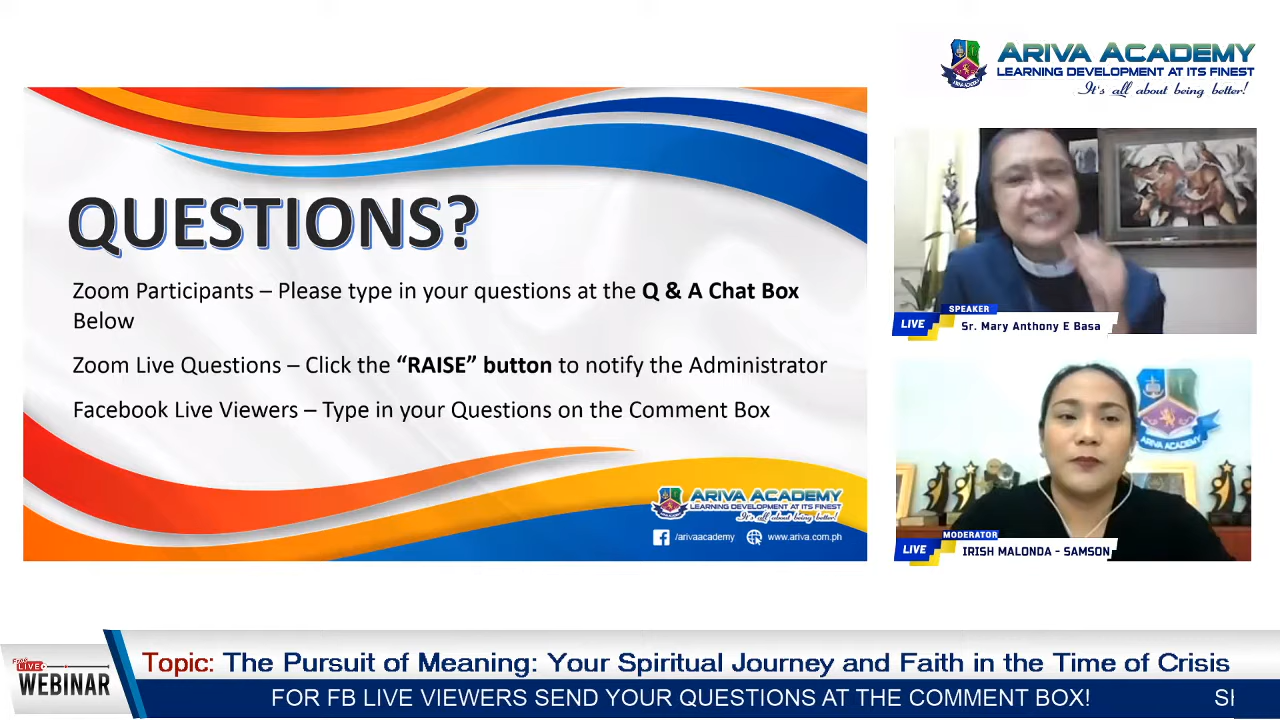 ARIVA ACADEMY
LEARNING DEVELOPMENT AT ITS FINEST
It's all about being better!
QUESTIONS?
Zoom Participants – Please type in your questions at the Q & A Chat Box
Below
Zoom Live Questions – Click the “RAISE” button to notify the Administrator
Facebook Live Viewers – Type in your Questions on the Comment Box
ARIVA ACADEMY
LEARNING DEVELOPMENT AT ITS FINEST
It's all about being better!
/arivaacademy www.ariva.com.ph
SPEAKER
LIVE Sr. Mary Anthony E Basa
ARIVA ACADEMY
MODERATOR
LIVE IRISH MALONDA - SAMSON
Free
LIVE
WEBINAR
Topic: The Pursuit of Meaning: Your Spiritual Journey and Faith in the Time of Crisis
FOR FB LIVE VIEWERS SEND YOUR QUESTIONS AT THE COMMENT BOX!